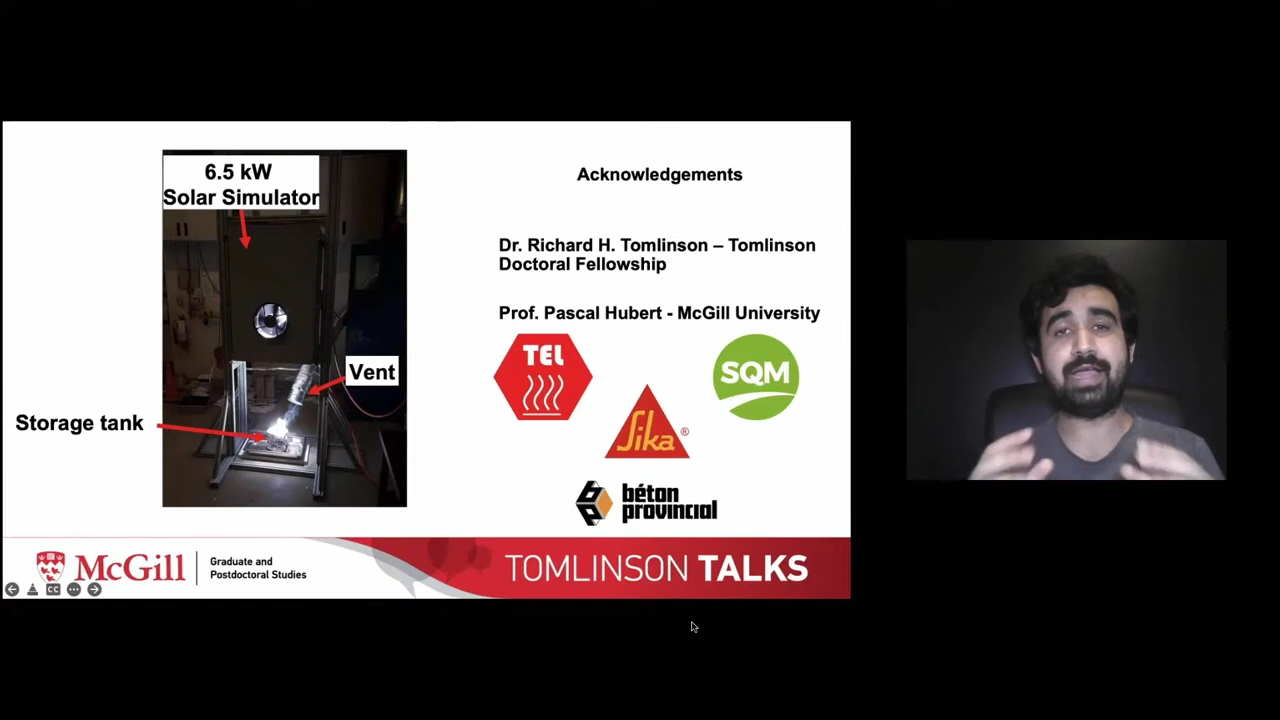 6.5 kW
Solar Simulator
Vent
Storage tank
Acknowledgements
Dr. Richard H. Tomlinson – Tomlinson
Doctoral Fellowship
Prof. Pascal Hubert - McGill University
TEL
SQM
Sika®
béton
provincial
McGill
Graduate and
Postdoctoral Studies
TOMLINSON TALKS
CC